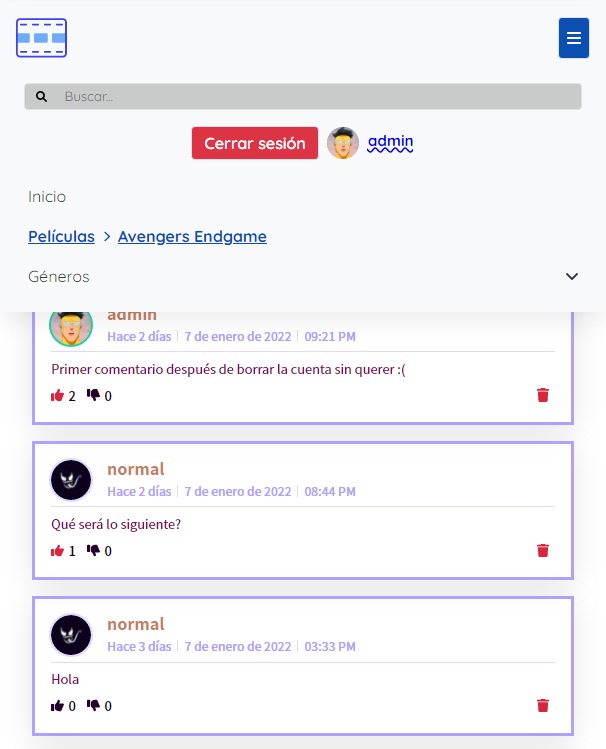 Buscar...
Cerrar sesión admin
Inicio
Películas > Avengers Endgame
Géneros
admin
Hace 2 días | 7 de enero de 2022 | 09:21 PM
Primer comentario después de borrar la cuenta sin querer :(
2 0
normal
Hace 2 días | 7 de enero de 2022 | 08:44 PM
Qué será lo siguiente?
1 0
normal
Hace 3 días | 7 de enero de 2022 | 03:33 PM
Hola
0 0